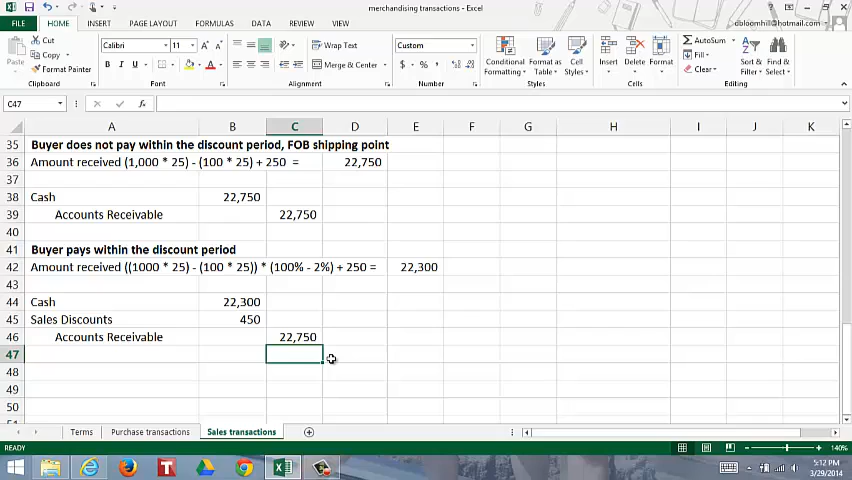 merchandising transactions - Excel
FILE HOME INSERT PAGE LAYOUT FORMULAS DATA REVIEW VIEW dbloomhill@hotmail.com
Cut Calibri 11 Wrap Text Custom AutoSum
Copy Fill
Paste Format Painter B I U Merge & Center $ % Conditional Formatting Format as Table Cell Styles Insert Delete Format Clear Sort & Filter Find & Select
Clipboard Font Alignment Number Styles Cells Editing
C47 fx
A B C D E F G H I J K
35 Buyer does not pay within the discount period, FOB shipping point
36 Amount received (1,000 * 25) - (100 * 25) + 250 = 22,750
37
38 Cash 22,750
39 Accounts Receivable 22,750
40
41 Buyer pays within the discount period
42 Amount received ((1000 * 25) - (100 * 25)) * (100% - 2%) + 250 = 22,300
43
44 Cash 22,300
45 Sales Discounts 450
46 Accounts Receivable 22,750
47
48
49
50
51
Terms Purchase transactions Sales transactions
READY 140%
5:12 PM
3/29/2014